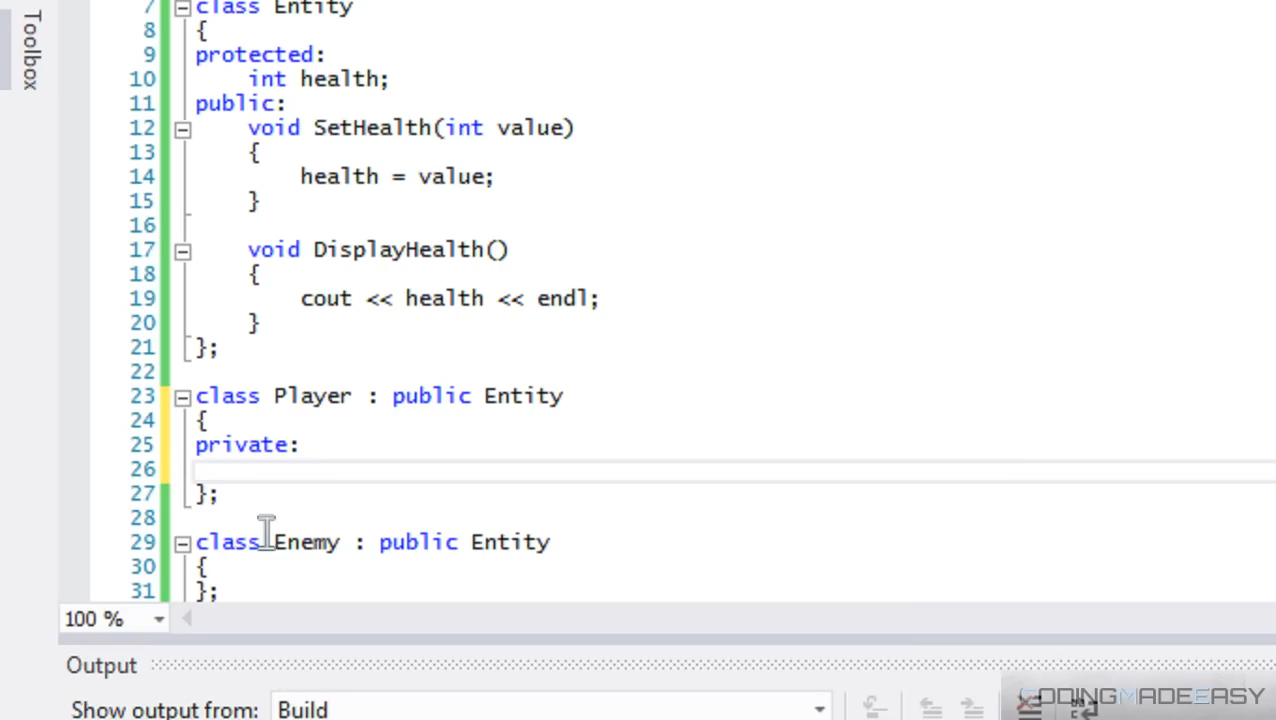 Toolbox
7 class Entity
8 {
9 protected:
10     int health;
11 public:
12     void SetHealth(int value)
13     {
14         health = value;
15     }
16
17     void DisplayHealth()
18     {
19         cout << health << endl;
20     }
21 };
22
23 class Player : public Entity
24 {
25 private:
26
27 };
28
29 class Enemy : public Entity
30 {
31 };
100 %
Output
Show output from: Build
CODINGMADEEASY